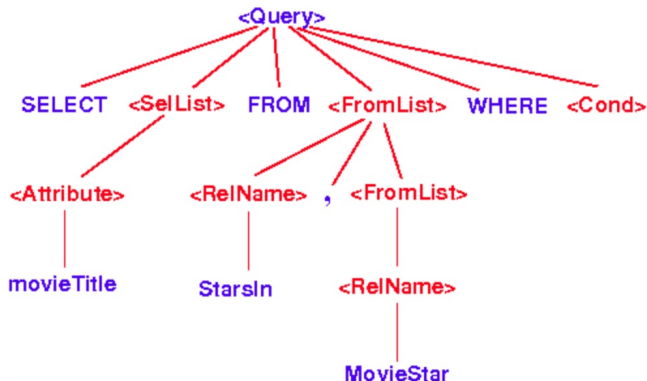 <Query>
SELECT <SelList> FROM <FromList> WHERE <Cond>
<Attribute> <RelName> , <FromList>
movieTitle StarsIn <RelName>
MovieStar